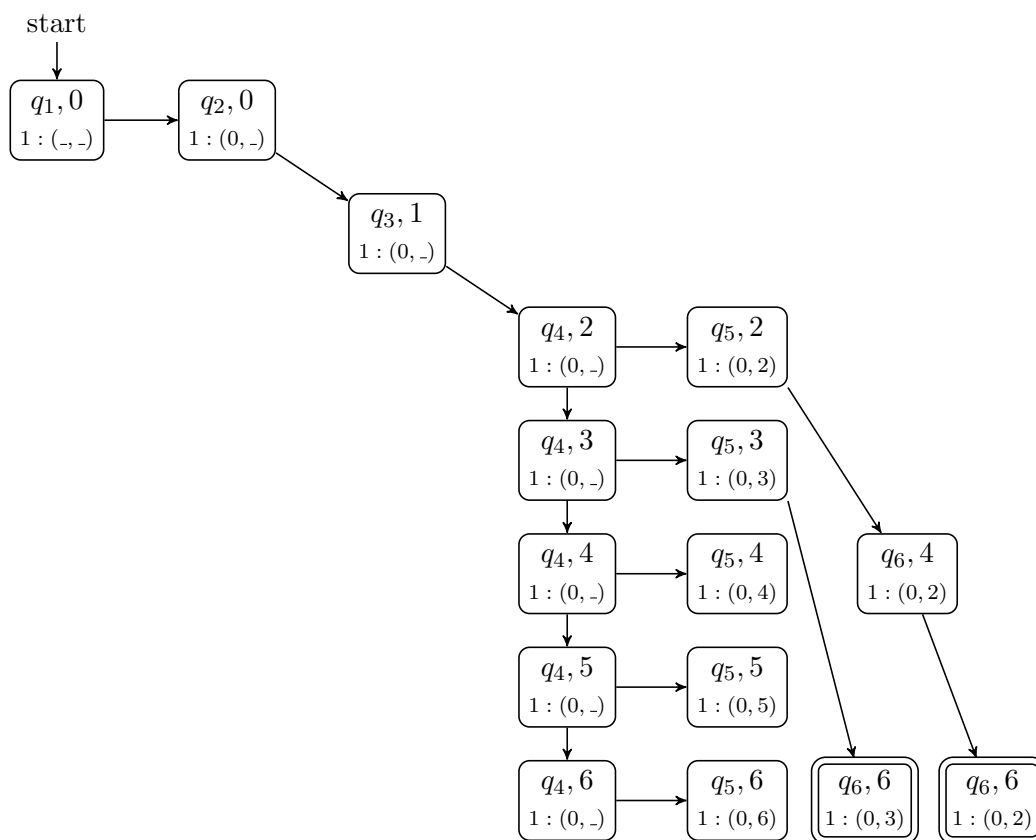 start
q₁, 0 q₂, 0
1 : (_, _) 1 : (0, _)
q₃, 1
1 : (0, _)
q₄, 2 q₅, 2
1 : (0, _) 1 : (0, 2)
q₄, 3 q₅, 3
1 : (0, _) 1 : (0, 3)
q₄, 4 q₅, 4 q₆, 4
1 : (0, _) 1 : (0, 4) 1 : (0, 2)
q₄, 5 q₅, 5
1 : (0, _) 1 : (0, 5)
q₄, 6 q₅, 6 q₆, 6 q₆, 6
1 : (0, _) 1 : (0, 6) 1 : (0, 3) 1 : (0, 2)